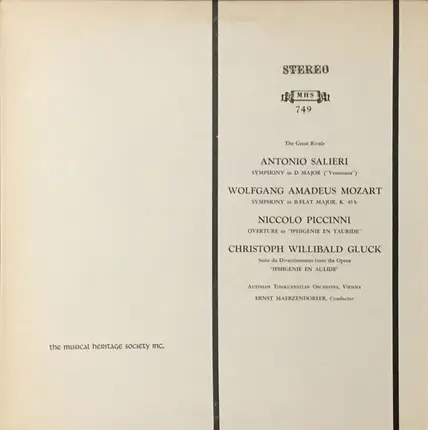 STEREO
MHS
749
The Great Rivals
ANTONIO SALIERI
SYMPHONY in D MAJOR ("Veneziana")
WOLFGANG AMADEUS MOZART
SYMPHONY in B-FLAT MAJOR, K. 45b
NICCOLO PICCINNI
OVERTURE to "IPHIGENIE EN TAURIDE"
CHRISTOPH WILLIBALD GLUCK
Suite du Divertissement from the Opera
"IPHIGENIE EN AULIDE"
AUSTRIAN TONKUENSTLER ORCHESTRA, VIENNA
ERNST MAERZENDORFER, Conductor
the musical heritage society inc.